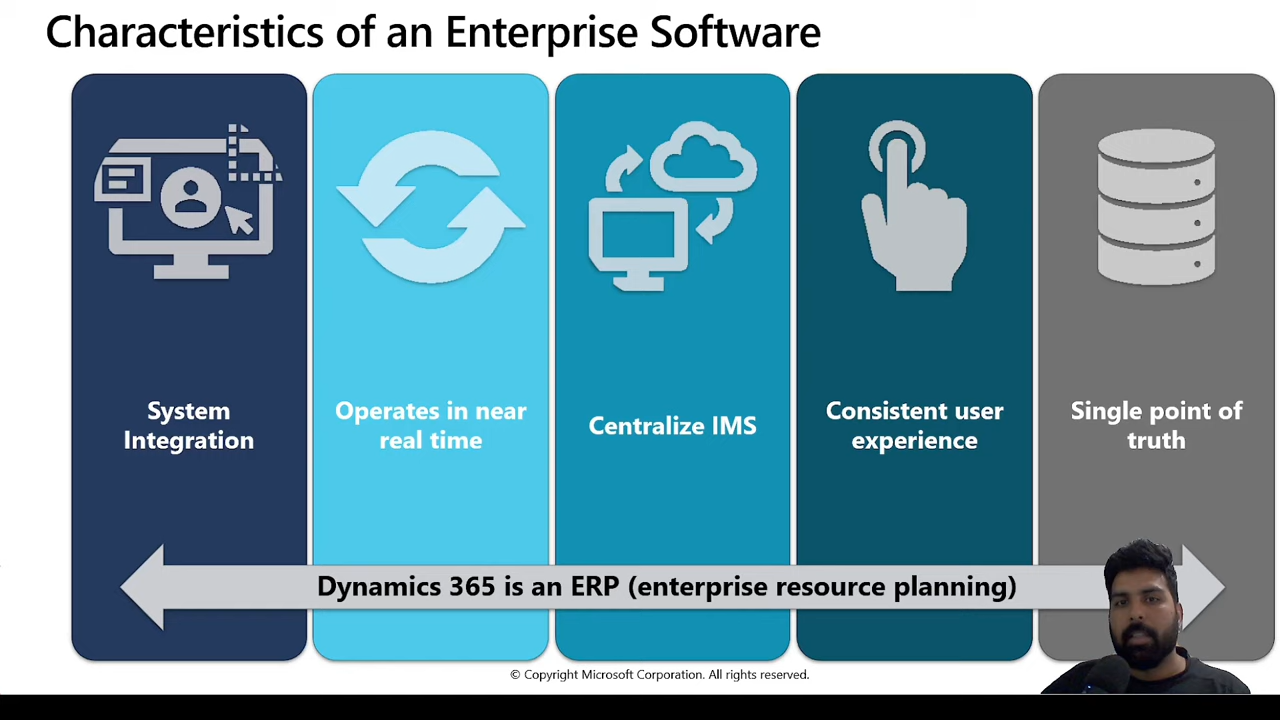 Characteristics of an Enterprise Software
System
Integration
Operates in near
real time
Centralize IMS
Consistent user
experience
Single point of
truth
Dynamics 365 is an ERP (enterprise resource planning)
© Copyright Microsoft Corporation. All rights reserved.